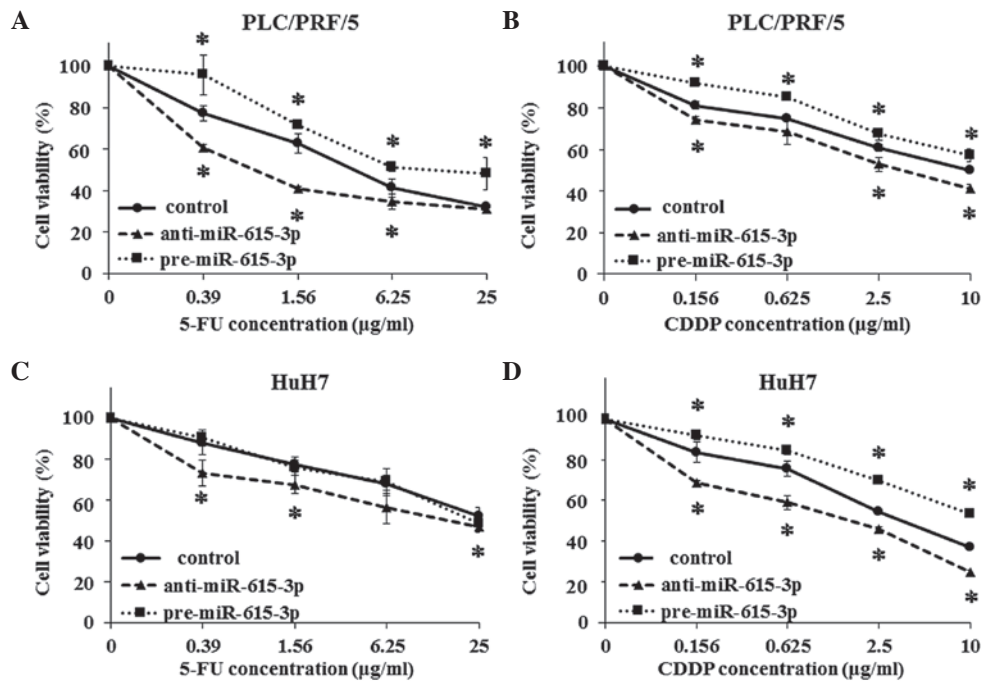 A
PLC/PRF/5
Cell viability (%)
100
80
60
40
20
0
* * * *
* * *
control
anti-miR-615-3p
pre-miR-615-3p
0 0.39 1.56 6.25 25
5-FU concentration (μg/ml)
B
PLC/PRF/5
Cell viability (%)
100
80
60
40
20
0
* * * *
* * *
control
anti-miR-615-3p
pre-miR-615-3p
0 0.156 0.625 2.5 10
CDDP concentration (μg/ml)
C
HuH7
Cell viability (%)
100
80
60
40
20
0
* * *
control
anti-miR-615-3p
pre-miR-615-3p
0 0.39 1.56 6.25 25
5-FU concentration (μg/ml)
D
HuH7
Cell viability (%)
100
80
60
40
20
0
* * * *
* * * *
control
anti-miR-615-3p
pre-miR-615-3p
0 0.156 0.625 2.5 10
CDDP concentration (μg/ml)